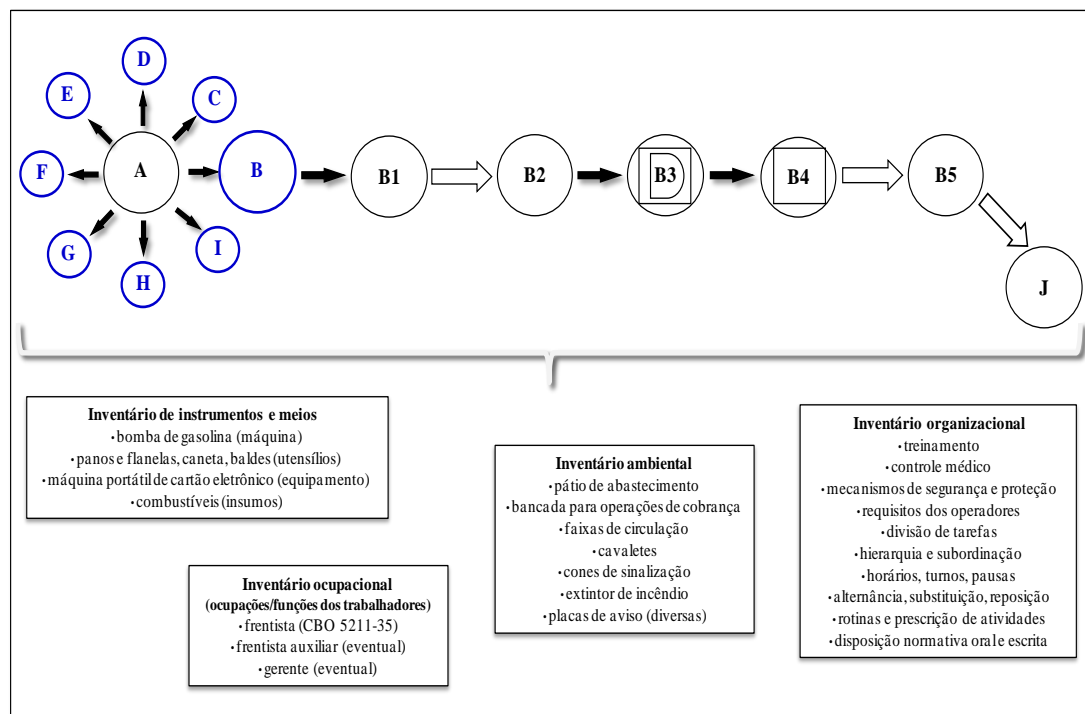 D
E
C
F
A
B
B1
B2
D
B3
B4
B5
G
I
H
J
Inventário de instrumentos e meios
•bomba de gasolina (máquina)
•panos e flanelas, caneta, baldes (utensílios)
•máquina portátil de cartão eletrônico (equipamento)
•combustíveis (insumos)
Inventário ocupacional
(ocupações/funções dos trabalhadores)
•frentista (CBO 5211-35)
•frentista auxiliar (eventual)
•gerente (eventual)
Inventário ambiental
•pátio de abastecimento
•bancada para operações de cobrança
•faixas de circulação
•cavaletes
•cones de sinalização
•extintor de incêndio
•placas de aviso (diversas)
Inventário organizacional
•treinamento
•controle médico
•mecanismos de segurança e proteção
•requisitos dos operadores
•divisão de tarefas
•hierarquia e subordinação
•horários, turnos, pausas
•alternância, substituição, reposição
•rotinas e prescrição de atividades
•disposição normativa oral e escrita